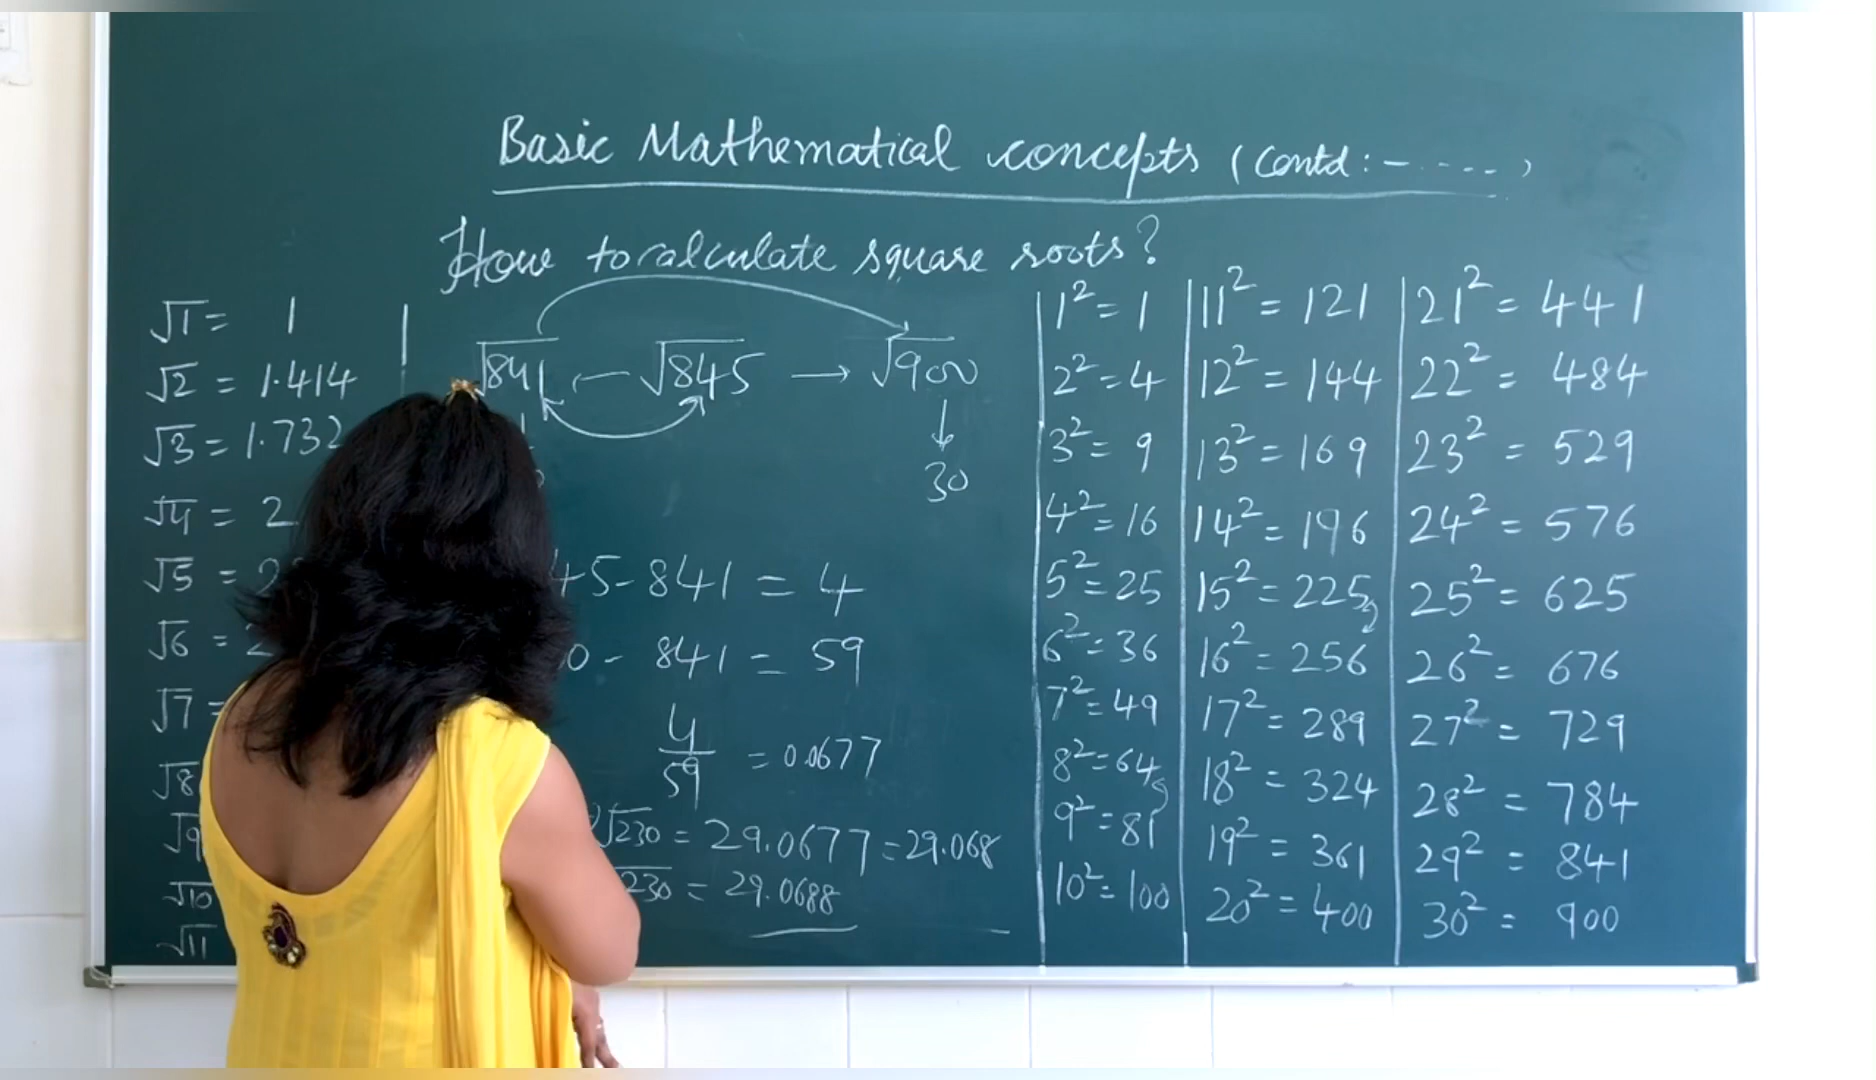 Basic Mathematical concepts (Contd:-.....)
How to calculate square roots?
√1 = 1
√2 = 1.414
√3 = 1.732
√4 = 2
√5 = 2
√6 = 2
√7 =
√8
√9
√10
√11
√841 ← √845 → √900
30
45-841 = 4
0 - 841 = 59
4/59 = 0.0677
√230 = 29.0677 = 29.068
230 = 29.0688
1² = 1
2² = 4
3² = 9
4² = 16
5² = 25
6² = 36
7² = 49
8² = 64
9² = 81
10² = 100
11² = 121
12² = 144
13² = 169
14² = 196
15² = 225
16² = 256
17² = 289
18² = 324
19² = 361
20² = 400
21² = 441
22² = 484
23² = 529
24² = 576
25² = 625
26² = 676
27² = 729
28² = 784
29² = 841
30² = 900